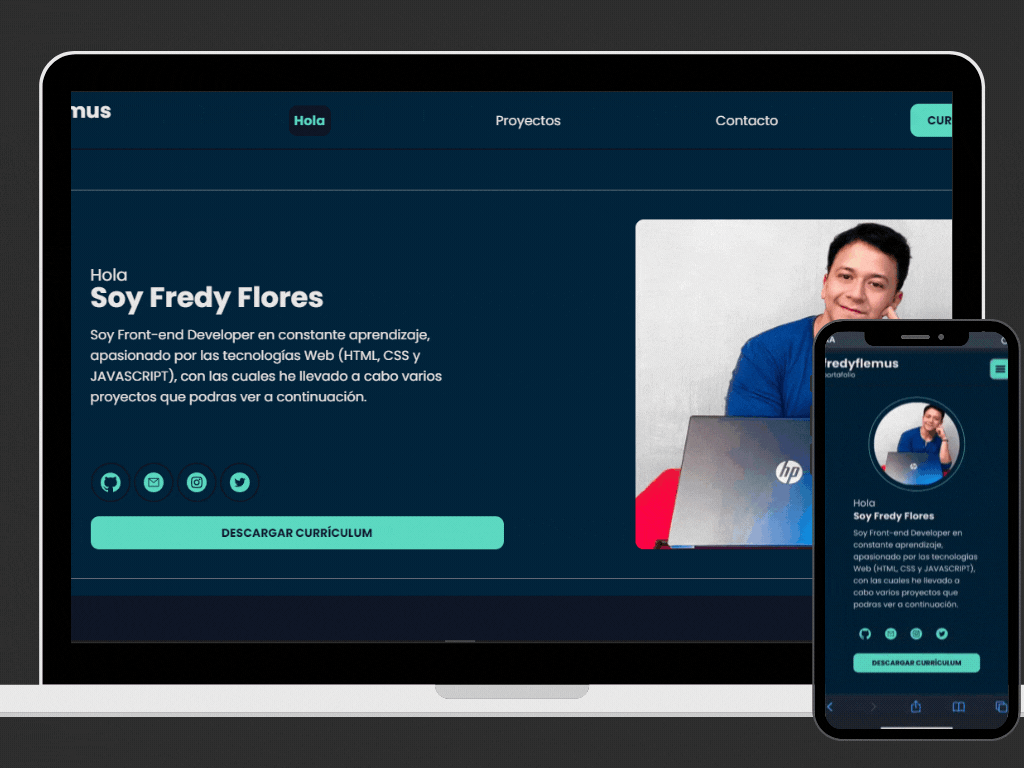 mus
Hola
Proyectos
Contacto
CUR
Hola
Soy Fredy Flores
Soy Front-end Developer en constante aprendizaje,
apasionado por las tecnologías Web (HTML, CSS y
JAVASCRIPT), con las cuales he llevado a cabo varios
proyectos que podras ver a continuación.
DESCARGAR CURRÍCULUM
hp
fredyflemus
portafolio
Hola
Soy Fredy Flores
Soy Front-end Developer en
constante aprendizaje,
apasionado por las tecnologías
Web (HTML, CSS y JAVASCRIPT),
con las cuales he llevado a
cabo varios proyectos que
podras ver a continuación.
DESCARGAR CURRÍCULUM